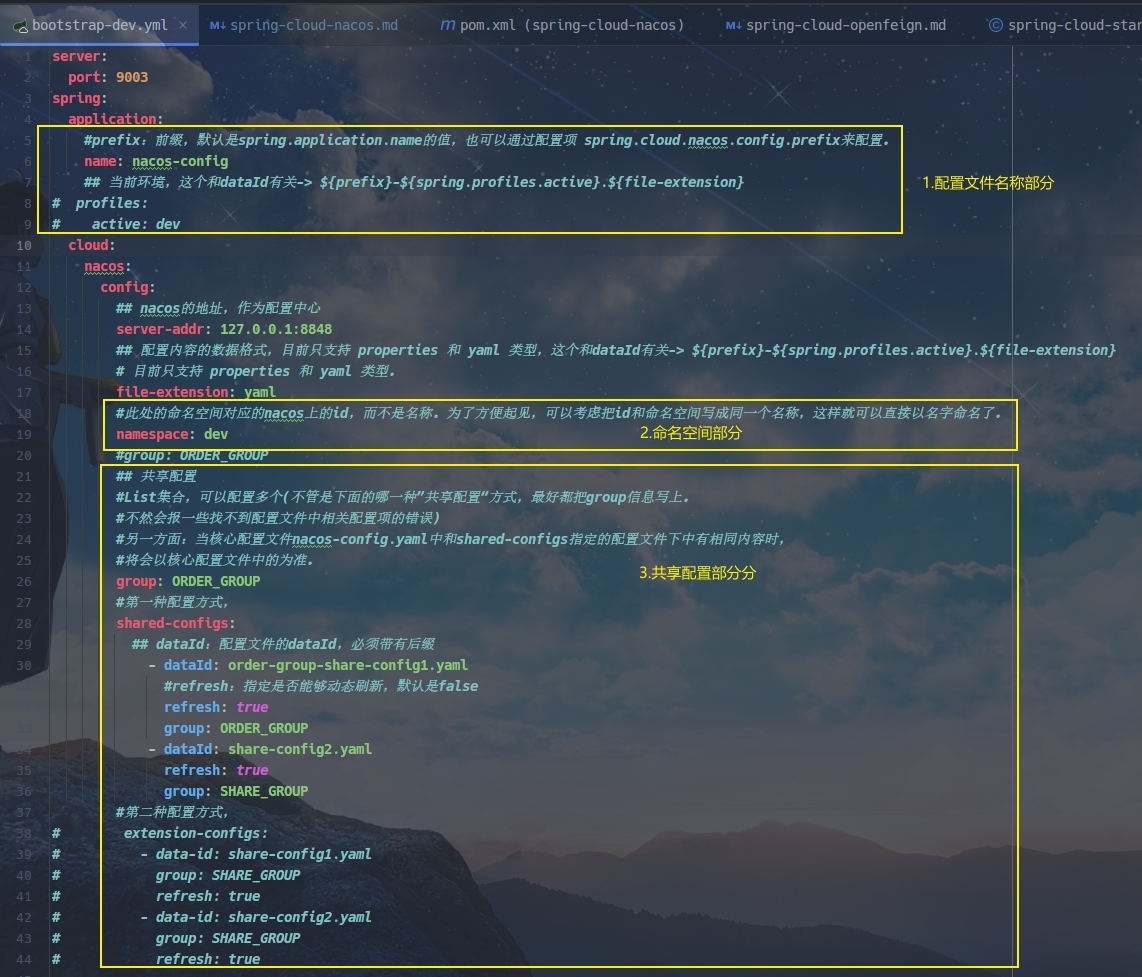 bootstrap-dev.yml × M↓ spring-cloud-nacos.md m pom.xml (spring-cloud-nacos) M↓ spring-cloud-openfeign.md © spring-cloud-star
1 server:
2 port: 9003
3 spring:
4 application:
5 #prefix：前缀，默认是spring.application.name的值，也可以通过配置项 spring.cloud.nacos.config.prefix来配置.
6 name: nacos-config
7 ## 当前环境，这个和dataId有关-> ${prefix}-${spring.profiles.active}.${file-extension}
1.配置文件名称部分
8 # profiles:
9 # active: dev
10 cloud:
11 nacos:
12 config:
13 ## nacos的地址，作为配置中心
14 server-addr: 127.0.0.1:8848
15 ## 配置内容的数据格式，目前只支持 properties 和 yaml 类型，这个和dataId有关-> ${prefix}-${spring.profiles.active}.${file-extension}
16 # 目前只支持 properties 和 yaml 类型.
17 file-extension: yaml
18 #此处的命名空间对应的nacos上的id，而不是名称. 为了方便起见，可以考虑把id和命名空间写成同一个名称，这样就可以直接以名字命名了.
19 namespace: dev
2.命名空间部分
20 #group: ORDER_GROUP
21 ## 共享配置
22 #List集合，可以配置多个(不管是下面的哪一种”共享配置“方式，最好都把group信息写上.
23 #不然会报一些找不到配置文件中相关配置项的错误)
24 #另一方面：当核心配置文件nacos-config.yaml中和shared-configs指定的配置文件下中有相同内容时，
25 #将会以核心配置文件中的为准.
3.共享配置部分分
26 group: ORDER_GROUP
27 #第一种配置方式，
28 shared-configs:
29 ## dataId：配置文件的dataId，必须带有后缀
30 - dataId: order-group-share-config1.yaml
#refresh：指定是否能够动态刷新，默认是false
refresh: true
group: ORDER_GROUP
- dataId: share-config2.yaml
35 refresh: true
36 group: SHARE_GROUP
37 #第二种配置方式，
38 # extension-configs:
39 # - data-id: share-config1.yaml
40 # group: SHARE_GROUP
41 # refresh: true
42 # - data-id: share-config2.yaml
43 # group: SHARE_GROUP
44 # refresh: true